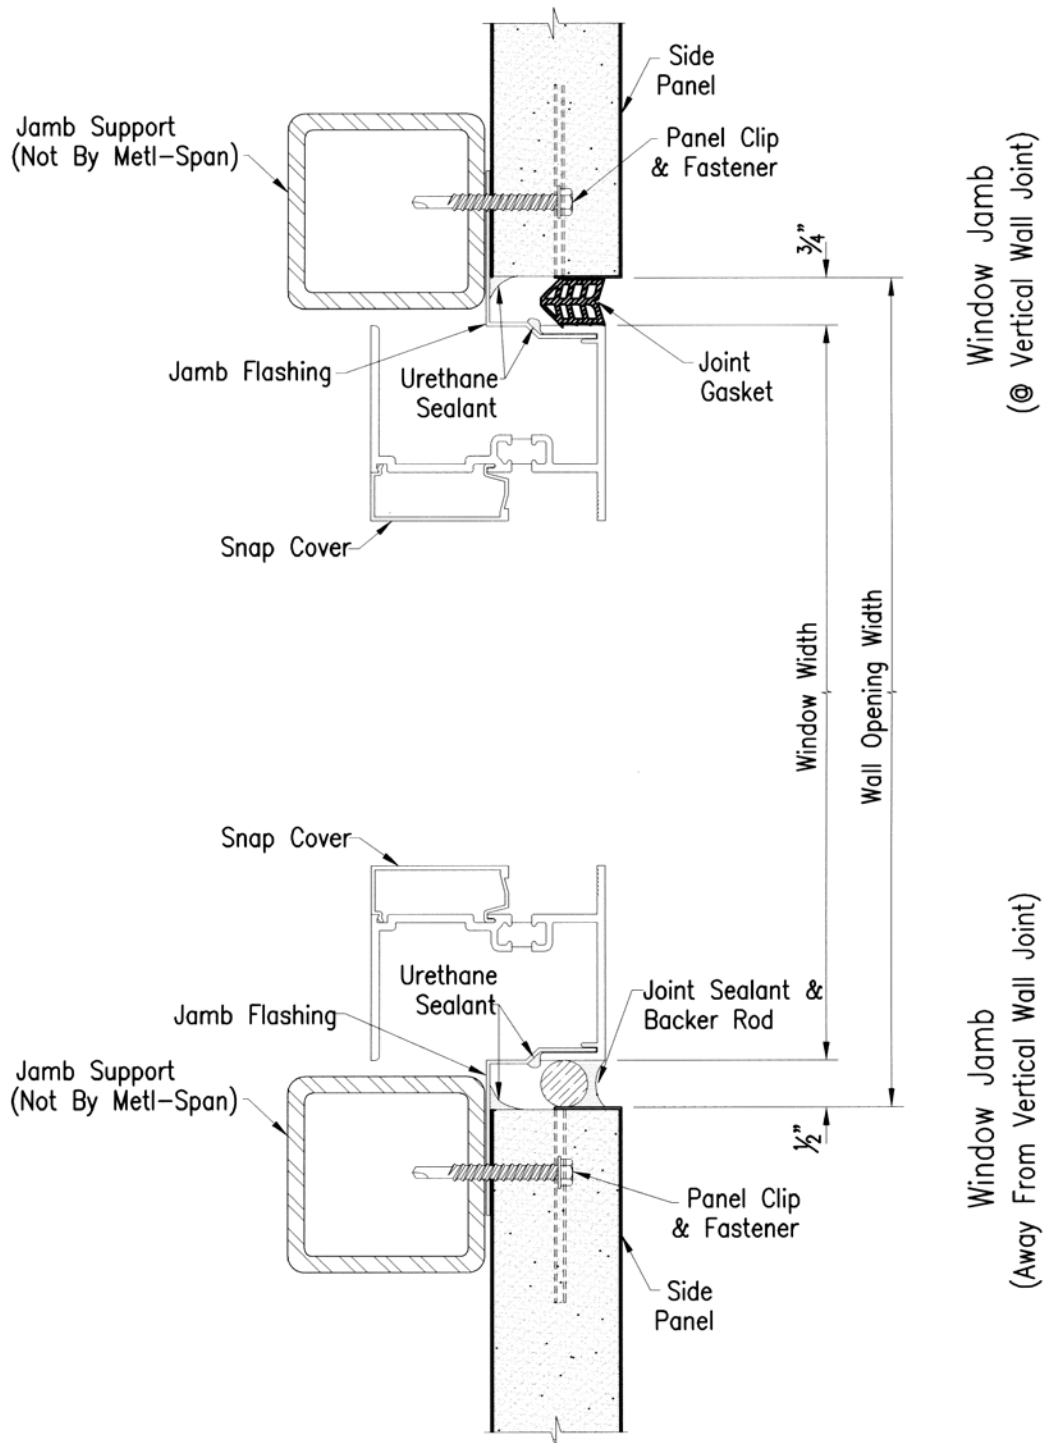 Side
Panel
Jamb Support
(Not By Metl-Span)
Panel Clip
& Fastener
3/4"
Window Jamb
(@ Vertical Wall Joint)
Jamb Flashing
Urethane
Sealant
Joint
Gasket
Snap Cover
Window Width
Wall Opening Width
Snap Cover
Urethane
Sealant
Joint Sealant &
Backer Rod
Jamb Flashing
Jamb Support
(Not By Metl-Span)
1/2"
Window Jamb
(Away From Vertical Wall Joint)
Panel Clip
& Fastener
Side
Panel